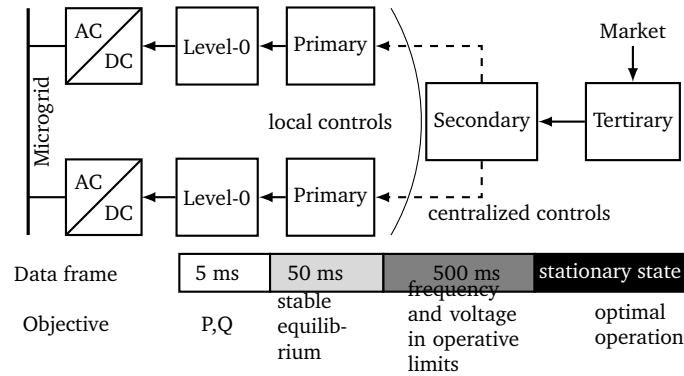 Market
AC
DC
Level-0
Primary
Microgrid
local controls
Secondary
Tertirary
AC
DC
Level-0
Primary
centralized controls
Data frame
5 ms
50 ms
500 ms
stationary state
Objective
P,Q
stable
equilib-
rium
frequency
and voltage
in operative
limits
optimal
operation